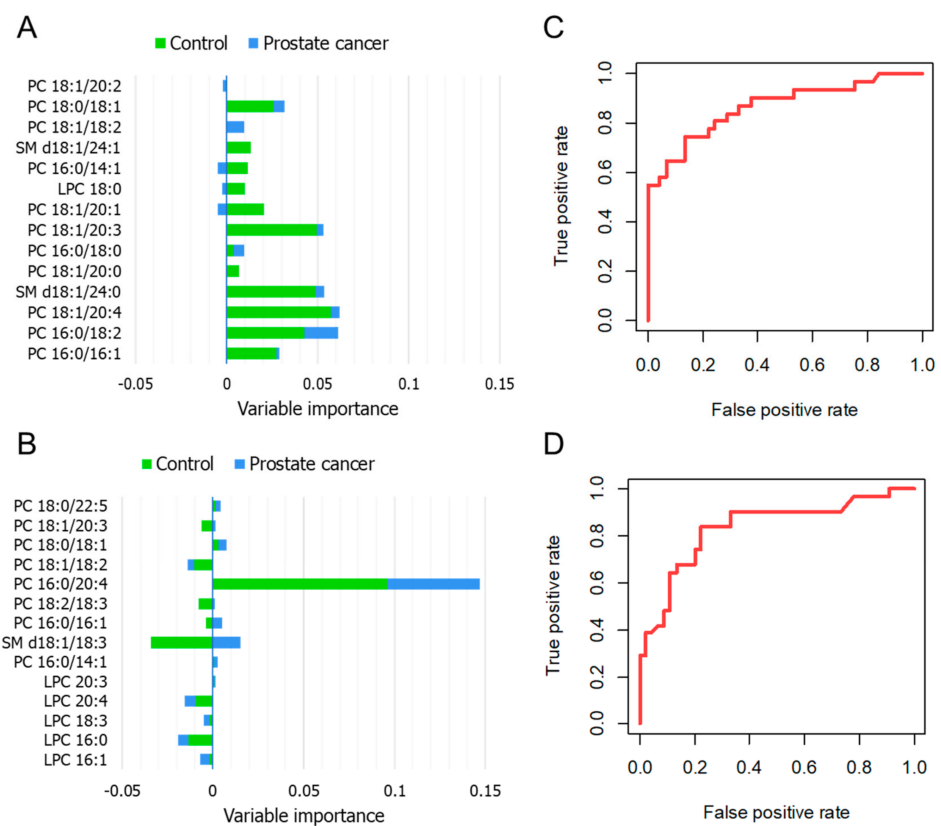 A
Control Prostate cancer
PC 18:1/20:2
PC 18:0/18:1
PC 18:1/18:2
SM d18:1/24:1
PC 16:0/14:1
LPC 18:0
PC 18:1/20:1
PC 18:1/20:3
PC 16:0/18:0
PC 18:1/20:0
SM d18:1/24:0
PC 18:1/20:4
PC 16:0/18:2
PC 16:0/16:1
-0.05 0 0.05 0.1 0.15
Variable importance
C
True positive rate
1.0
0.8
0.6
0.4
0.2
0.0
0.0 0.2 0.4 0.6 0.8 1.0
False positive rate
B
Control Prostate cancer
PC 18:0/22:5
PC 18:1/20:3
PC 18:0/18:1
PC 18:1/18:2
PC 16:0/20:4
PC 18:2/18:3
PC 16:0/16:1
SM d18:1/18:3
PC 16:0/14:1
LPC 20:3
LPC 20:4
LPC 18:3
LPC 16:0
LPC 16:1
-0.05 0 0.05 0.1 0.15
Variable importance
D
True positive rate
1.0
0.8
0.6
0.4
0.2
0.0
0.0 0.2 0.4 0.6 0.8 1.0
False positive rate